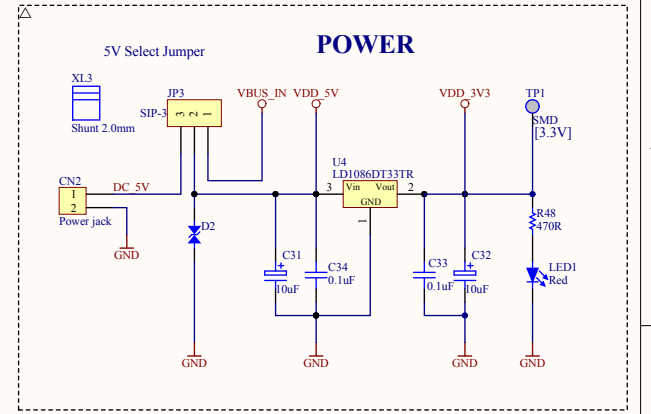 POWER
5V Select Jumper
XL3
Shunt 2.0mm
JP3
SIP-3
3 2 1
VBUS_IN
VDD_5V
VDD_3V3
TP1
SMD
[3.3V]
U4
LD1086DT33TR
3
Vin
Vout
2
GND
1
CN2
1
2
Power jack
DC_5V
GND
D2
C31
10uF
C34
0.1uF
C33
0.1uF
C32
10uF
R48
470R
LED1
Red
GND
GND
GND
GND